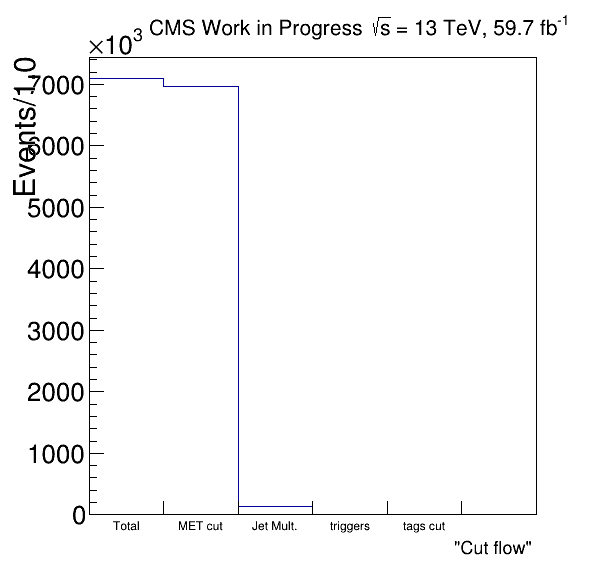 ×10³ CMS Work in Progress √s = 13 TeV, 59.7 fb⁻¹
Events/1.0
7000
6000
5000
4000
3000
2000
1000
0
Total MET cut Jet Mult. triggers tags cut
"Cut flow"